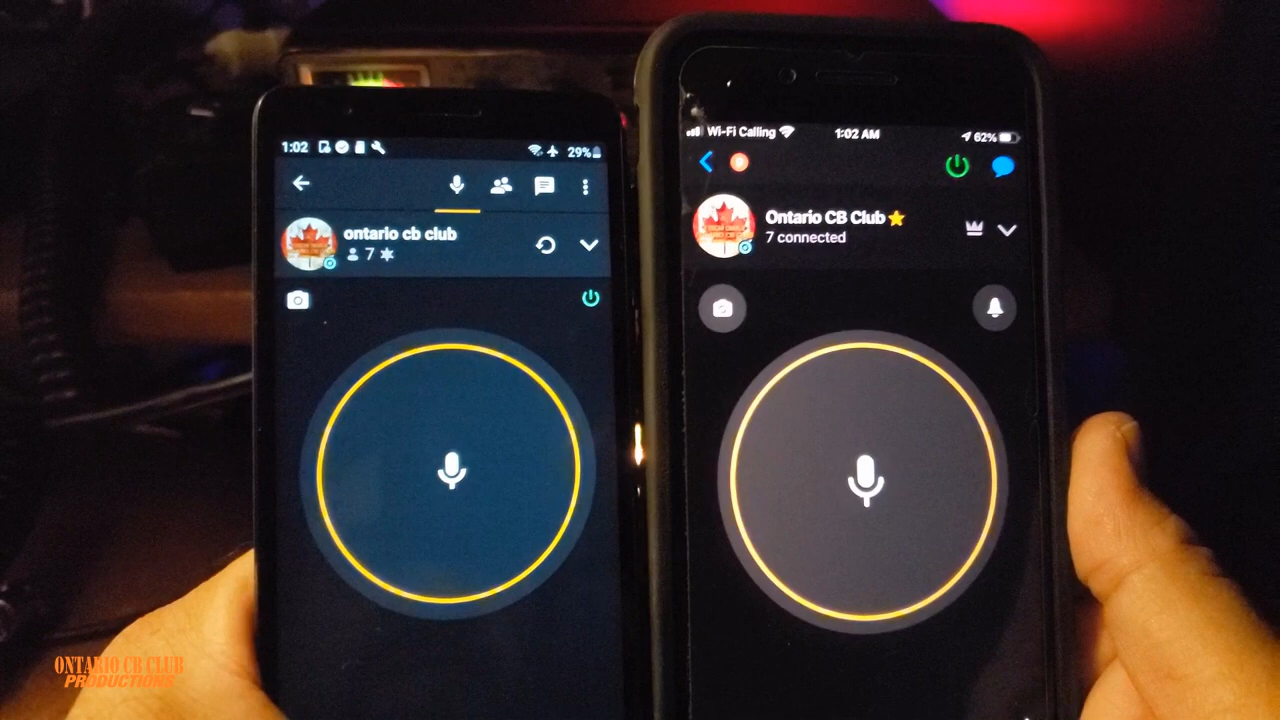 1:02
29%
ontario cb club
7
Wi-Fi Calling
1:02 AM
62%
9
Ontario CB Club
7 connected
ONTARIO CB CLUB
PRODUCTIONS